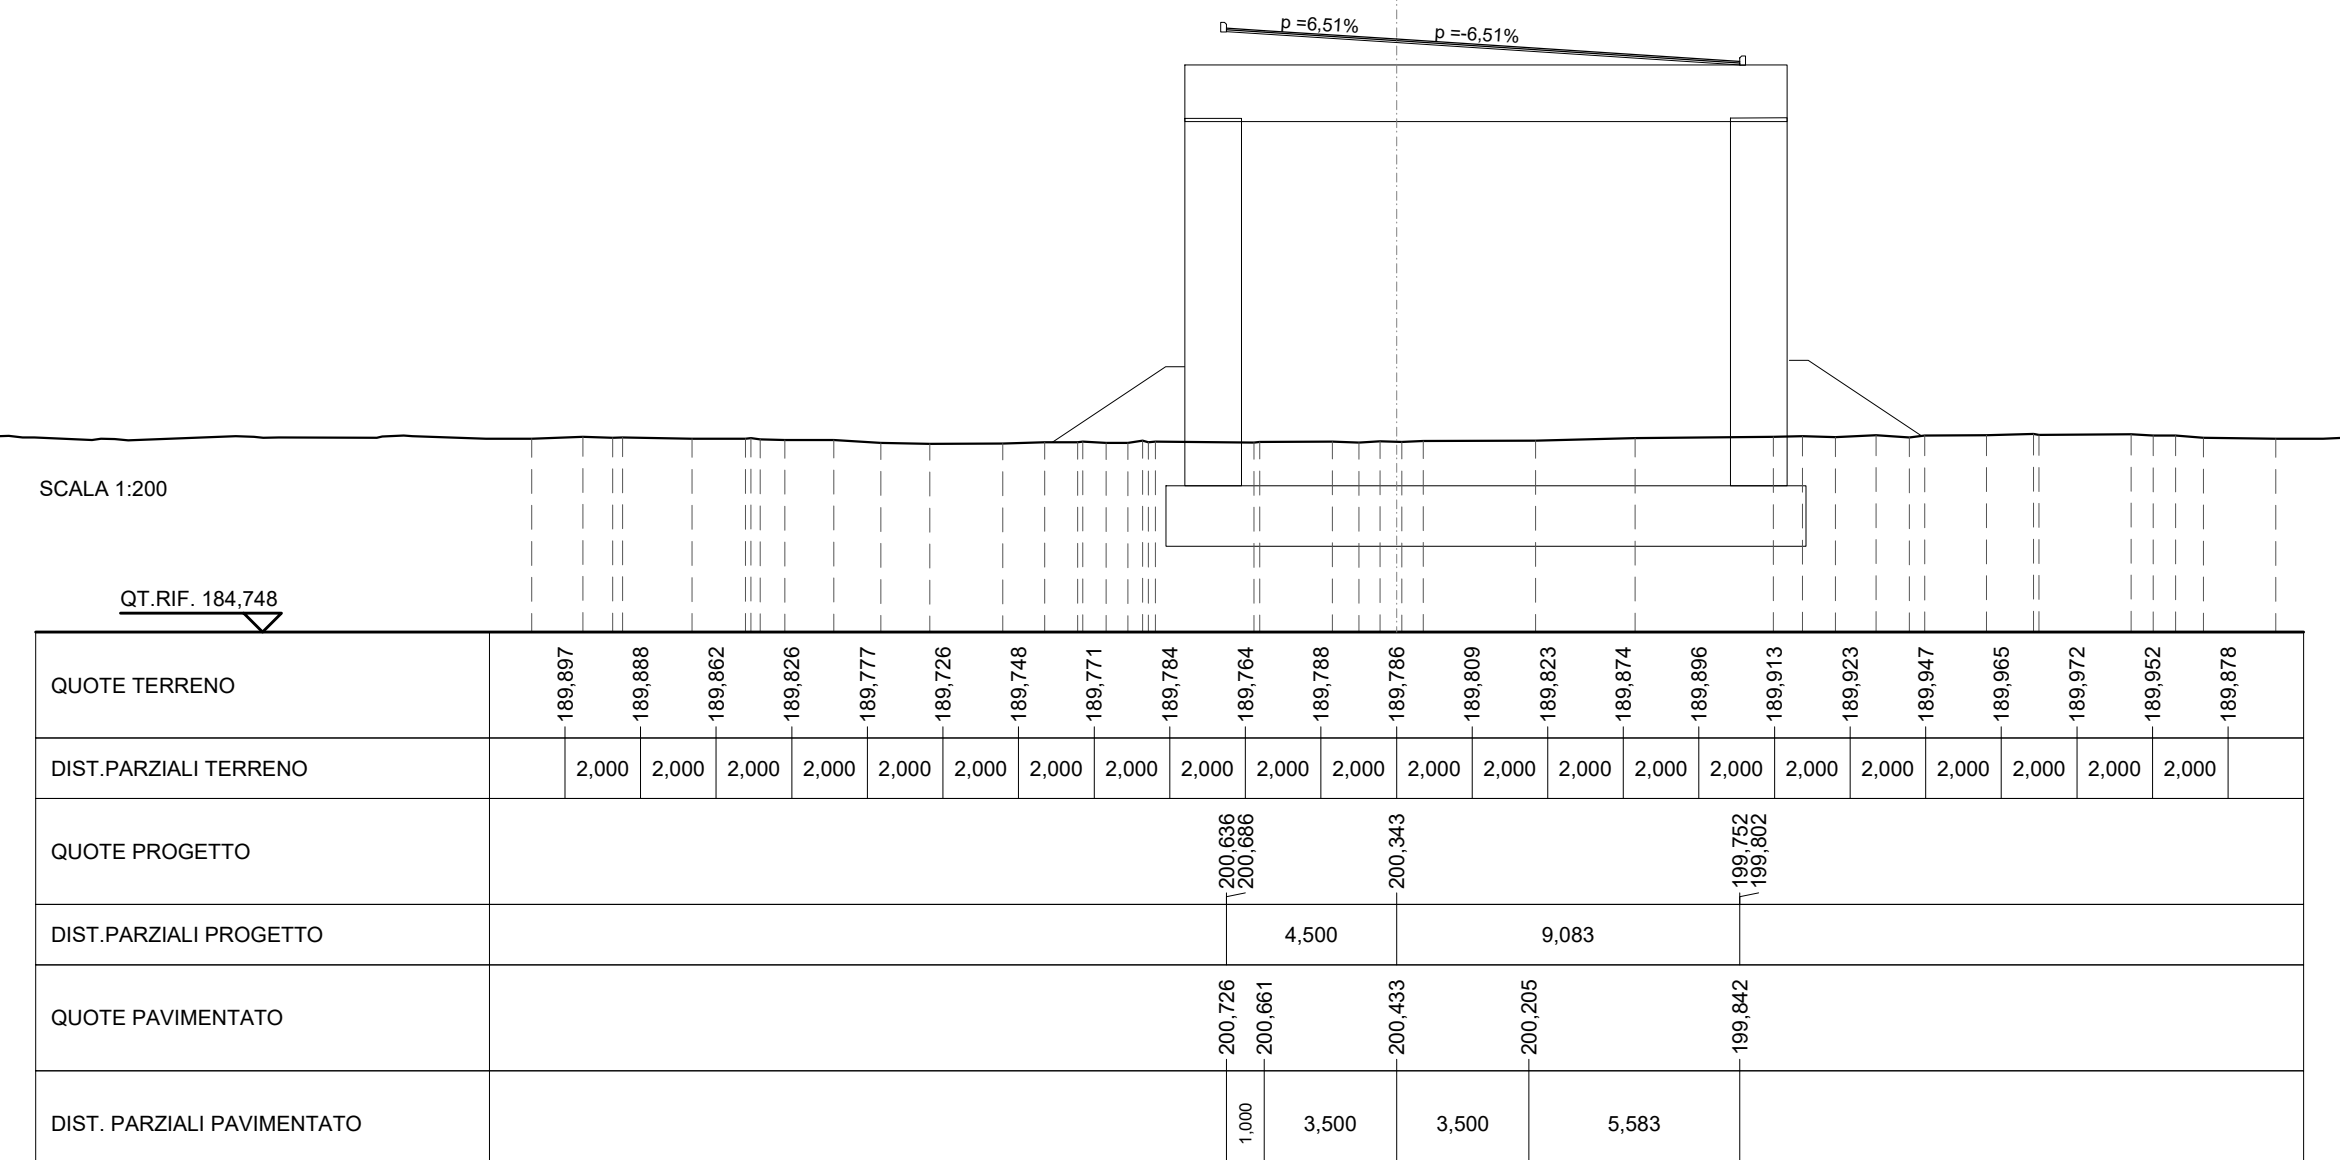 p =6,51%
p =-6,51%
SCALA 1:200
QT.RIF. 184,748
QUOTE TERRENO
189,897 189,888 189,862 189,826 189,777 189,726 189,748 189,771 189,784 189,764 189,788 189,786 189,809 189,823 189,874 189,896 189,913 189,923 189,947 189,965 189,972 189,952 189,878
DIST.PARZIALI TERRENO
2,000 2,000 2,000 2,000 2,000 2,000 2,000 2,000 2,000 2,000 2,000 2,000 2,000 2,000 2,000 2,000 2,000 2,000 2,000 2,000 2,000 2,000
QUOTE PROGETTO
200,636 200,686 200,343 199,752 199,802
DIST.PARZIALI PROGETTO
4,500 9,083
QUOTE PAVIMENTATO
200,726 200,661 200,433 200,205 199,842
DIST. PARZIALI PAVIMENTATO
1,000 3,500 3,500 5,583